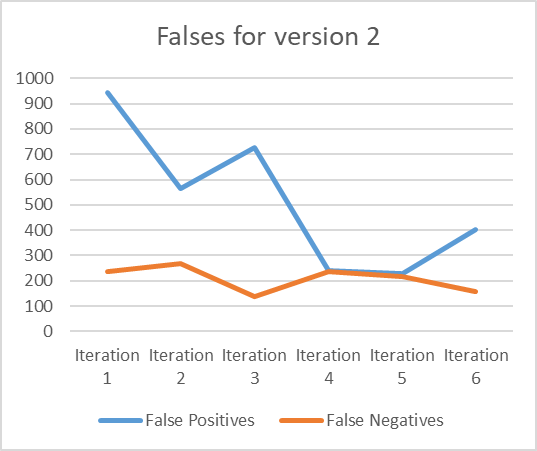 Falses for version 2
1000
900
800
700
600
500
400
300
200
100
0
Iteration Iteration Iteration Iteration Iteration Iteration
1 2 3 4 5 6
False Positives False Negatives